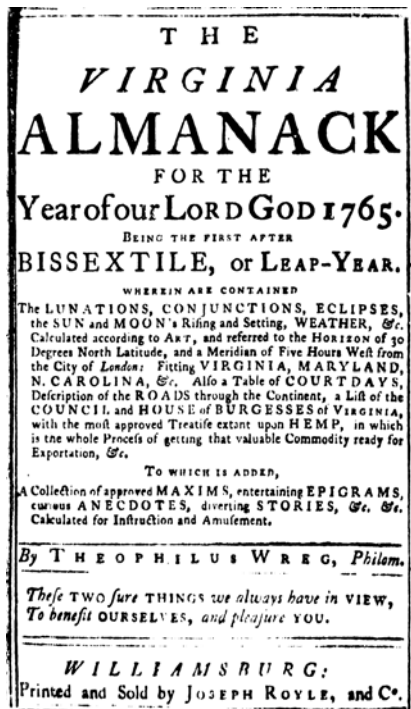 THE
VIRGINIA
ALMANACK
FOR THE
Year of our LORD GOD 1765.
BEING THE FIRST AFTER
BISSEXTILE, or LEAP-YEAR.
WHEREIN ARE CONTAINED
The LUNATIONS, CONJUNCTIONS, ECLIPSES,
the SUN and MOON's Riſing and Setting, WEATHER, &c.
Calculated according to ART, and referred to the HORIZON of 30
Degrees North Latitude, and a Meridian of Five Hours Weſt from
the City of London: Fitting VIRGINIA, MARYLAND,
N. CAROLINA, &c. Alſo a Table of COURT DAYS,
Deſcription of the ROADS through the Continent, a Liſt of the
COUNCIL and HOUSE of BURGESSES of VIRGINIA,
with the moſt approved Treatiſe extant upon HEMP, in which
is the whole Proceſs of getting that valuable Commodity ready for
Exportation, &c.
TO WHICH IS ADDED,
A Collection of approved MAXIMS, entertaining EPIGRAMS,
curious ANECDOTES, diverting STORIES, &c. &c.
Calculated for Inſtruction and Amuſement.
By THEOPHILUS WREG, Philom.
Theſe TWO ſure THINGS we always have in VIEW,
To benefit OURSELVES, and pleaſure YOU.
WILLIAMSBURG:
Printed and Sold by JOSEPH ROYLE, and Co.